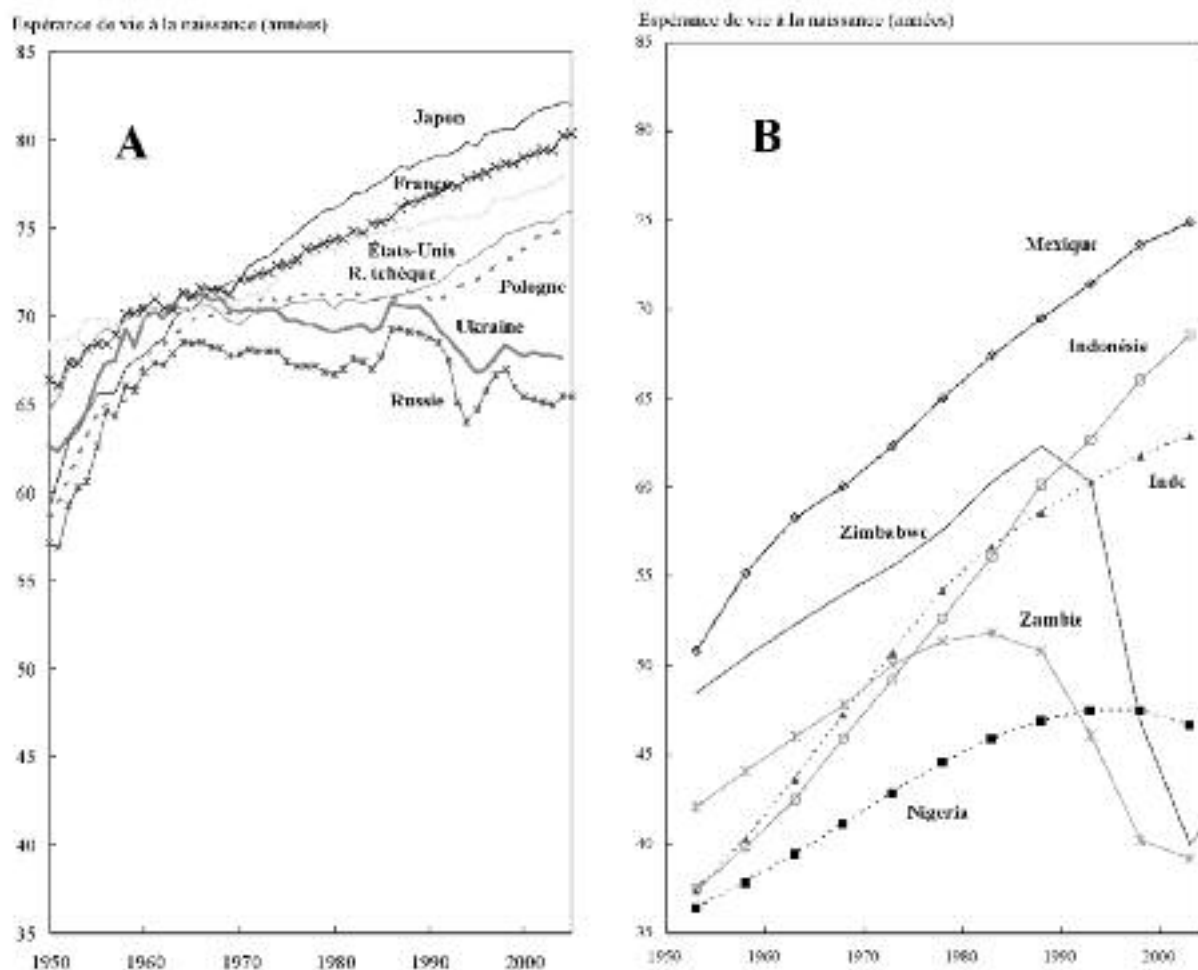 Espérance de vie à la naissance (années)
85
80
75
70
65
60
55
50
45
40
35
1950 1960 1970 1980 1990 2000
A
Japon
France
États-Unis
R. tchèque
Pologne
Ukraine
Russie
Espérance de vie à la naissance (années)
85
80
75
70
65
60
55
50
45
40
35
1950 1960 1970 1980 1990 2000
B
Mexique
Indonésie
Inde
Zimbabwe
Zambie
Nigeria